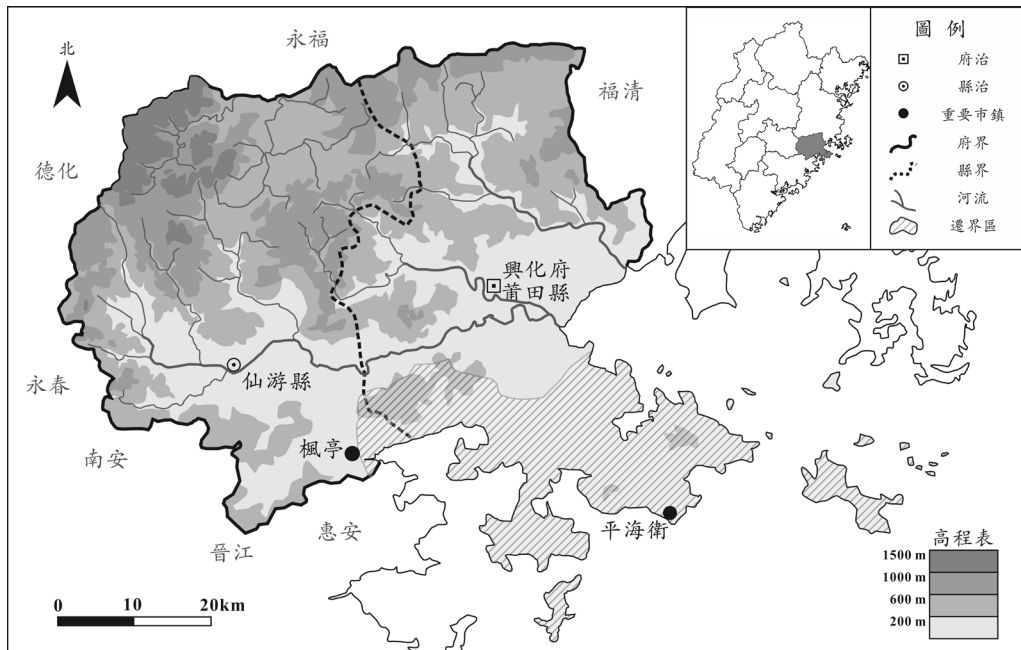 北
永福
福清
德化
興化府
莆田縣
永春
仙游縣
南安
楓亭
惠安
晉江
平海衛
0 10 20km
圖例
府治
縣治
重要市鎮
府界
縣界
河流
遷界區
高程表
1500 m
1000 m
600 m
200 m